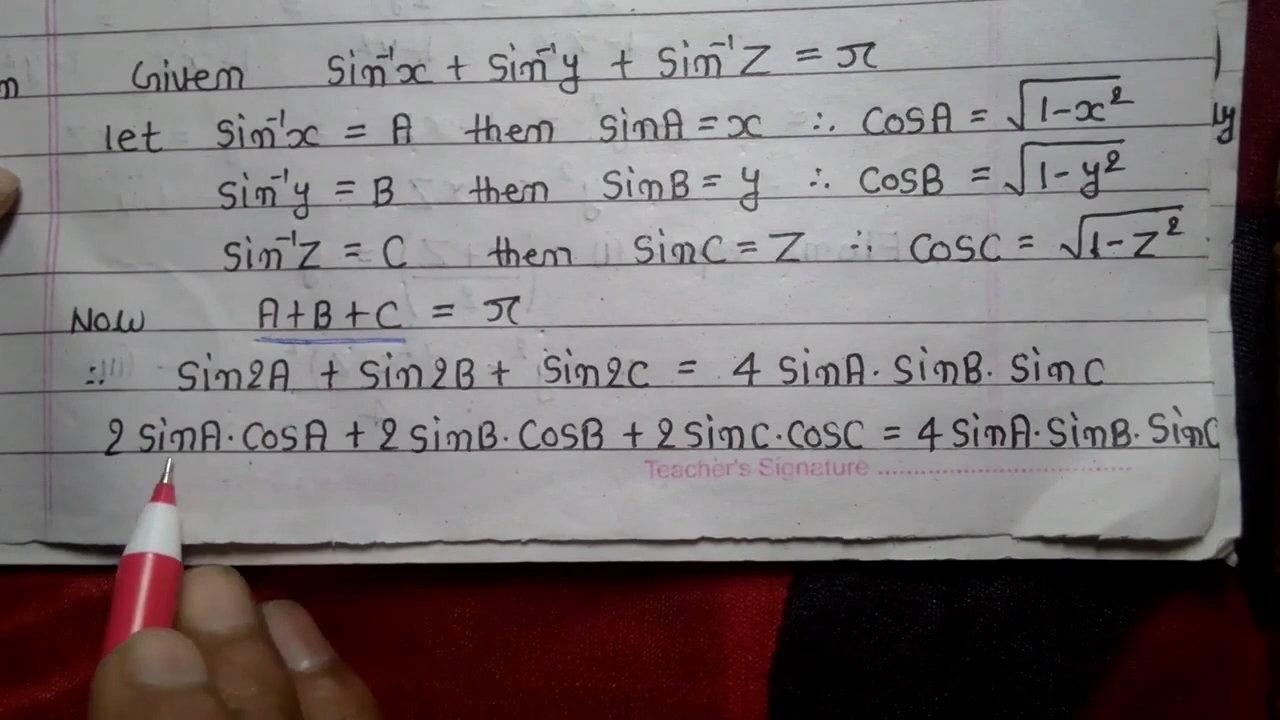 Given Sin⁻¹x + Sin⁻¹y + Sin⁻¹Z = π
let Sin⁻¹x = A then sinA = x ∴ COSA = √1-x²
Sin⁻¹y = B then SinB = y ∴ COSB = √1-y²
Sin⁻¹Z = C then SinC = Z ∴ COSC = √1-Z²
Now A+B+C = π
∴ Sin2A + Sin2B + Sin2C = 4 SinA. SinB. SinC
2 SinA.COSA + 2 SinB.COSB + 2 SinC.COSC = 4 SinA.SinB.SinC
Teacher's Signature